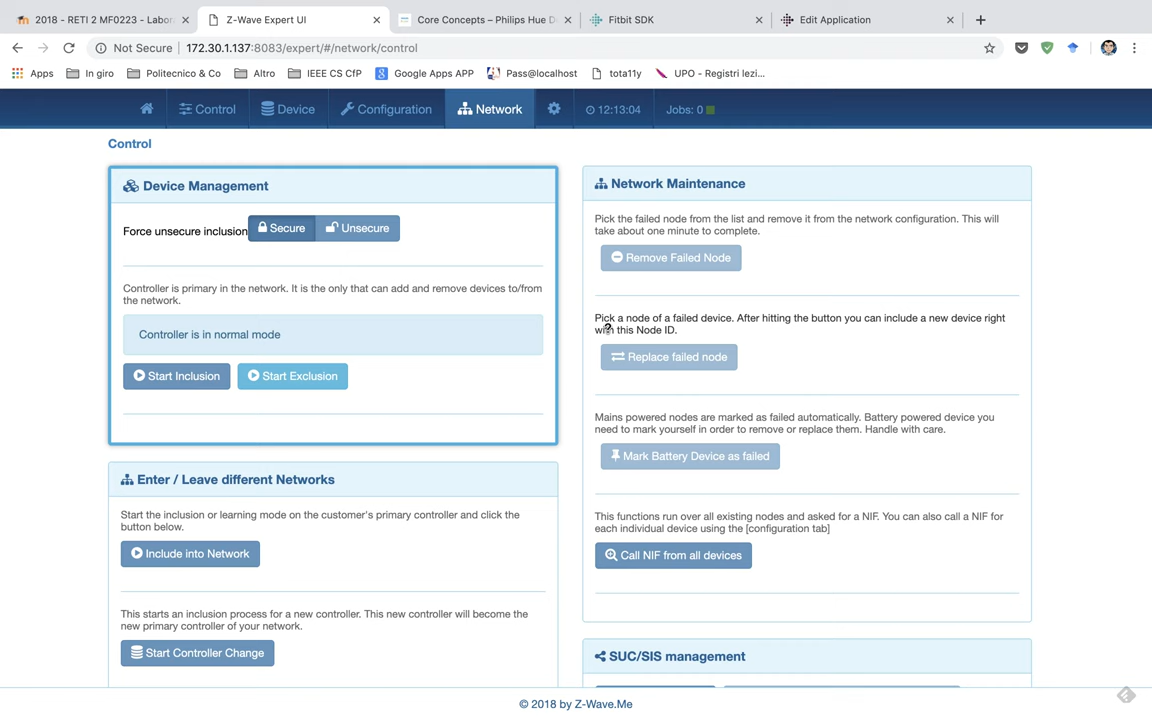 2018 - RETI 2 MF0223 - Labor
Z-Wave Expert UI
Core Concepts – Philips Hue D
Fitbit SDK
Edit Application
Not Secure | 172.30.1.137:8083/expert/#/network/control
Apps
In giro
Politecnico & Co
Altro
IEEE CS CfP
Google Apps APP
Pass@localhost
tota11y
UPO - Registri lezi...
Control
Device
Configuration
Network
12:13:04
Jobs: 0
Control
Device Management
Force unsecure inclusion
Secure
Unsecure
Controller is primary in the network. It is the only that can add and remove devices to/from
the network.
Controller is in normal mode
Start Inclusion
Start Exclusion
Enter / Leave different Networks
Start the inclusion or learning mode on the customer's primary controller and click the
button below.
Include into Network
This starts an inclusion process for a new controller. This new controller will become the
new primary controller of your network.
Start Controller Change
Network Maintenance
Pick the failed node from the list and remove it from the network configuration. This will
take about one minute to complete.
Remove Failed Node
Pick a node of a failed device. After hitting the button you can include a new device right
with this Node ID.
Replace failed node
Mains powered nodes are marked as failed automatically. Battery powered device you
need to mark yourself in order to remove or replace them. Handle with care.
Mark Battery Device as failed
This functions run over all existing nodes and asked for a NIF. You can also call a NIF for
each individual device using the [configuration tab]
Call NIF from all devices
SUC/SIS management
© 2018 by Z-Wave.Me